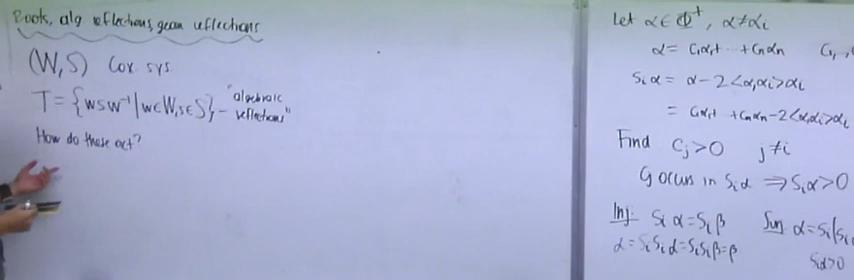 Roots, alg reflections, geom reflections
(W,S) Cox. sys.
T = {wsw⁻¹ | w∈W, s∈S} - "algebraic reflections"
How do these act?
Let α ∈ Φ⁺, α≠αi
α = C1α1+ ... + Cnαn
Siα = α - 2<α,αi>αi
= C1α1 + Cnαn - 2<α,αi>αi
Find Cj>0 j≠i
Cj occurs in Siα ⇒ Siα>0
Inj: Siα = Siβ
α = SiSiα = SiSiβ = β
Surj α = Si(Si
Siα>0